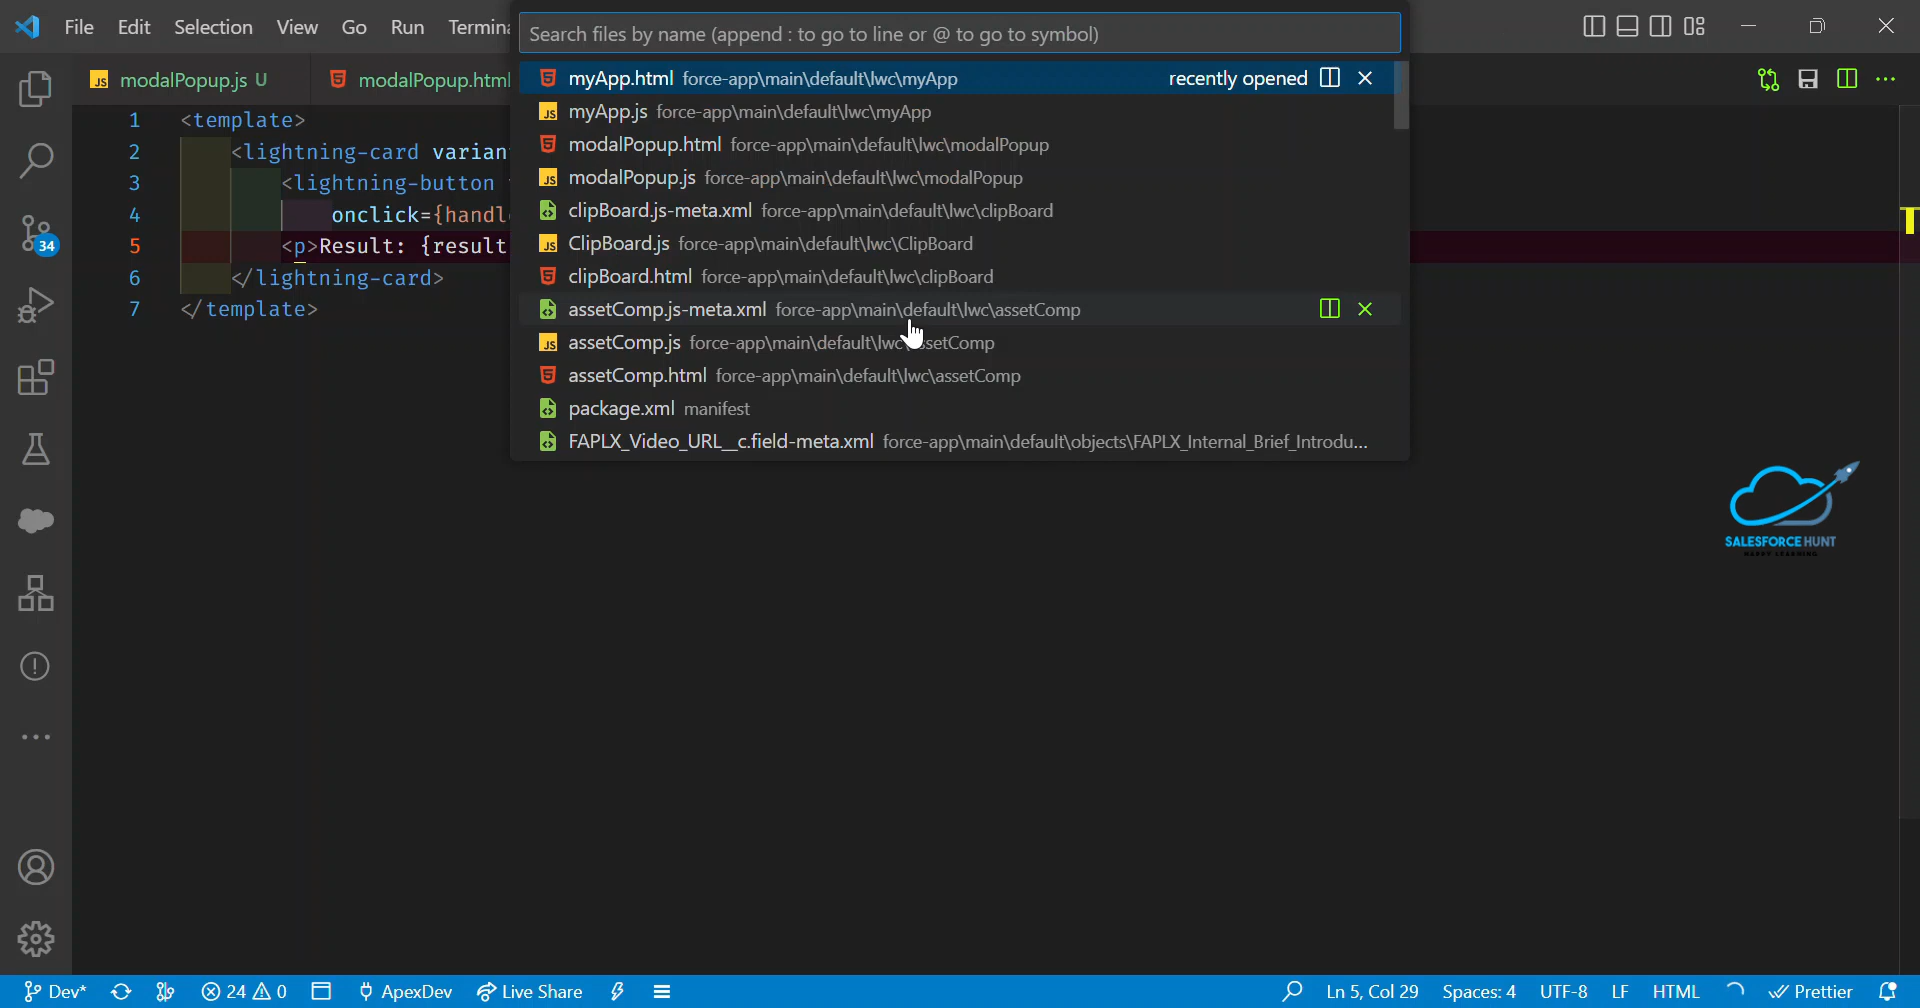 File Edit Selection View Go Run
Search files by name (append : to go to line or @ to go to symbol)
modalPopup.js U modalPopup.html
myApp.html force-app\main\default\lwc\myApp recently opened
myApp.js force-app\main\default\lwc\myApp
modalPopup.html force-app\main\default\lwc\modalPopup
modalPopup.js force-app\main\default\lwc\modalPopup
clipBoard.js-meta.xml force-app\main\default\lwc\clipBoard
ClipBoard.js force-app\main\default\lwc\ClipBoard
clipBoard.html force-app\main\default\lwc\clipBoard
assetComp.js-meta.xml force-app\main\default\lwc\assetComp
assetComp.js force-app\main\default\lwc
assetComp.html force-app\main\default\lwc\assetComp
package.xml manifest
FAPLX_Video_URL__c.field-meta.xml force-app\main\default\objects\FAPLX_Internal_Brief_Introdu...
1 <template>
2 <lightning-card varian
3 <lightning-button
4 onclick={handl
5 <p>Result: {result
6 </lightning-card>
7 </template>
34
SALESFORCE HUNT
Dev* 24 0 ApexDev Live Share Ln 5, Col 29 Spaces: 4 UTF-8 LF HTML Prettier